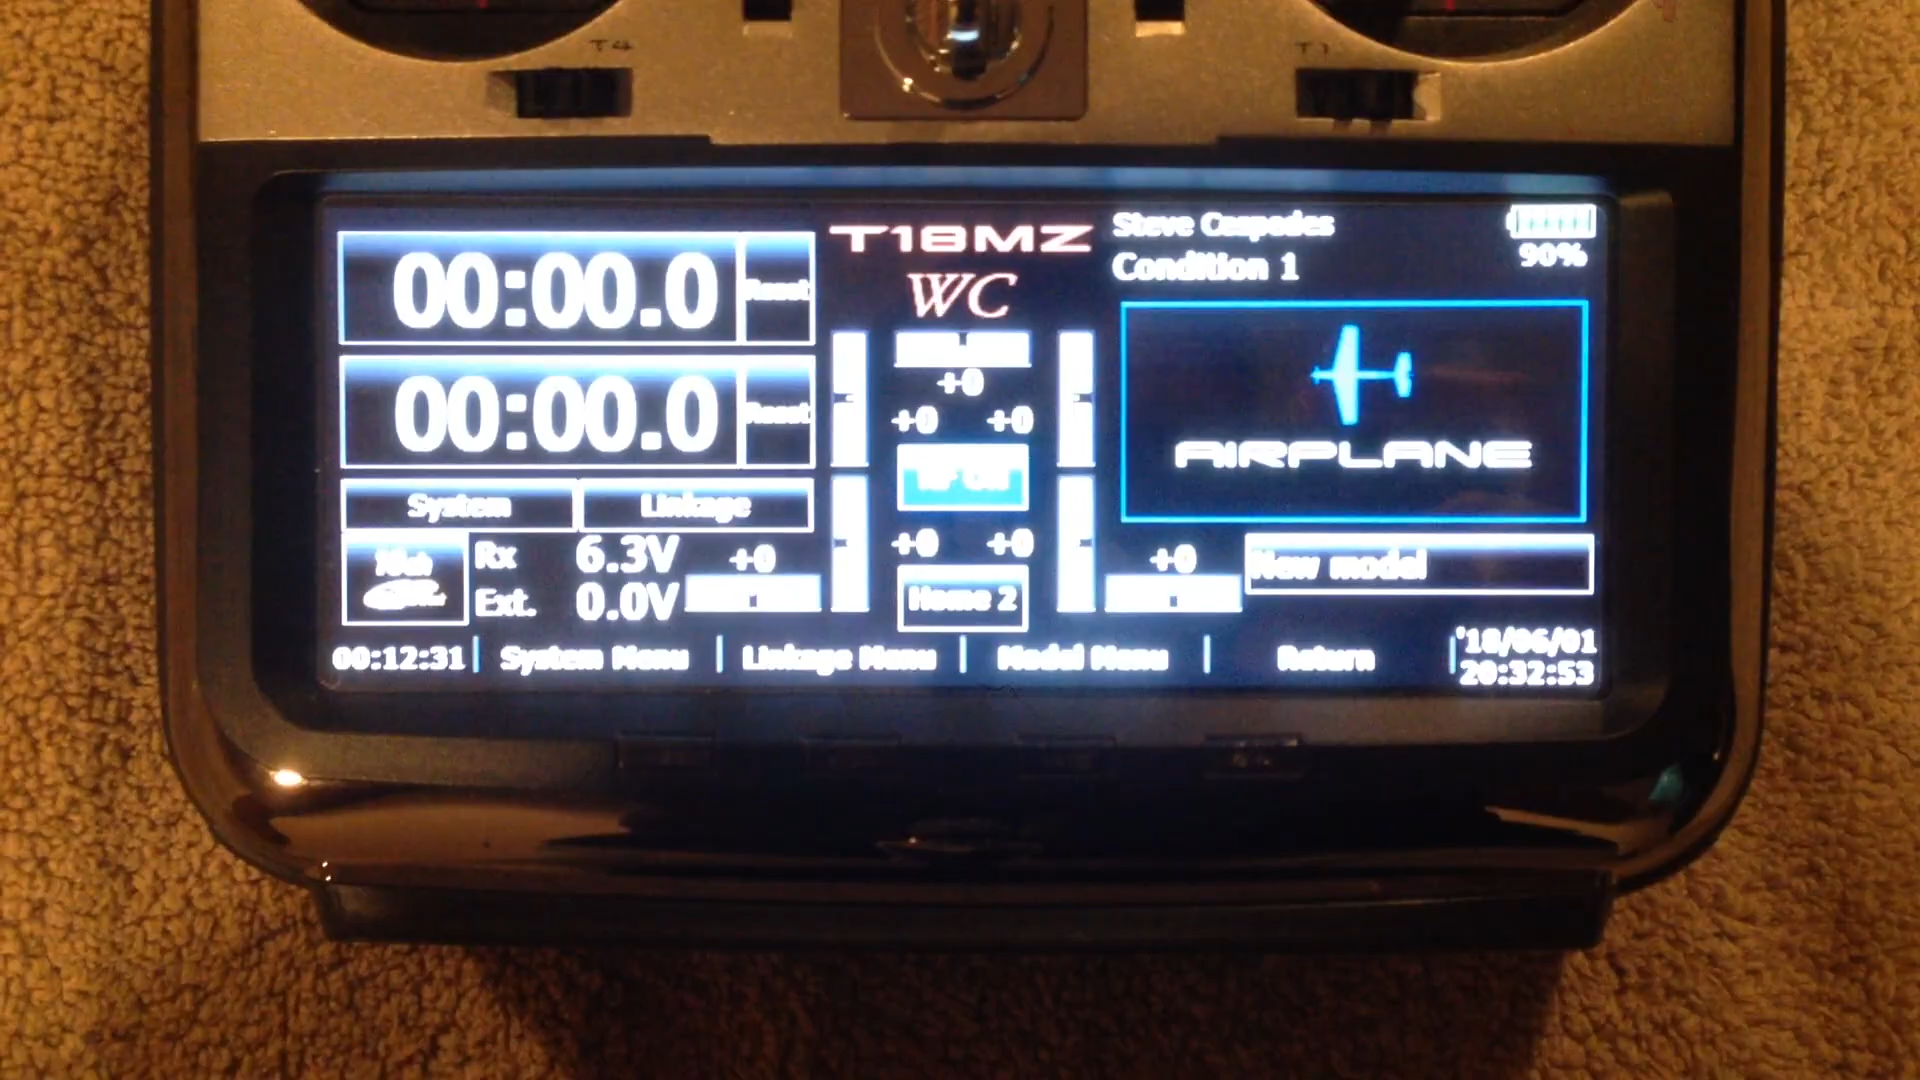 T4
T1
T18MZ
WC
Steve Cespedes
Condition 1
90%
00:00.0
Reset
00:00.0
Reset
+0
+0 +0
AIRPLANE
System
Linkage
Rx 6.3V
Ext. 0.0V
+0
+0 +0
Home 2
+0
New model
00:12:31
System Menu
Linkage Menu
Model Menu
Return
'18/06/01
20:32:53